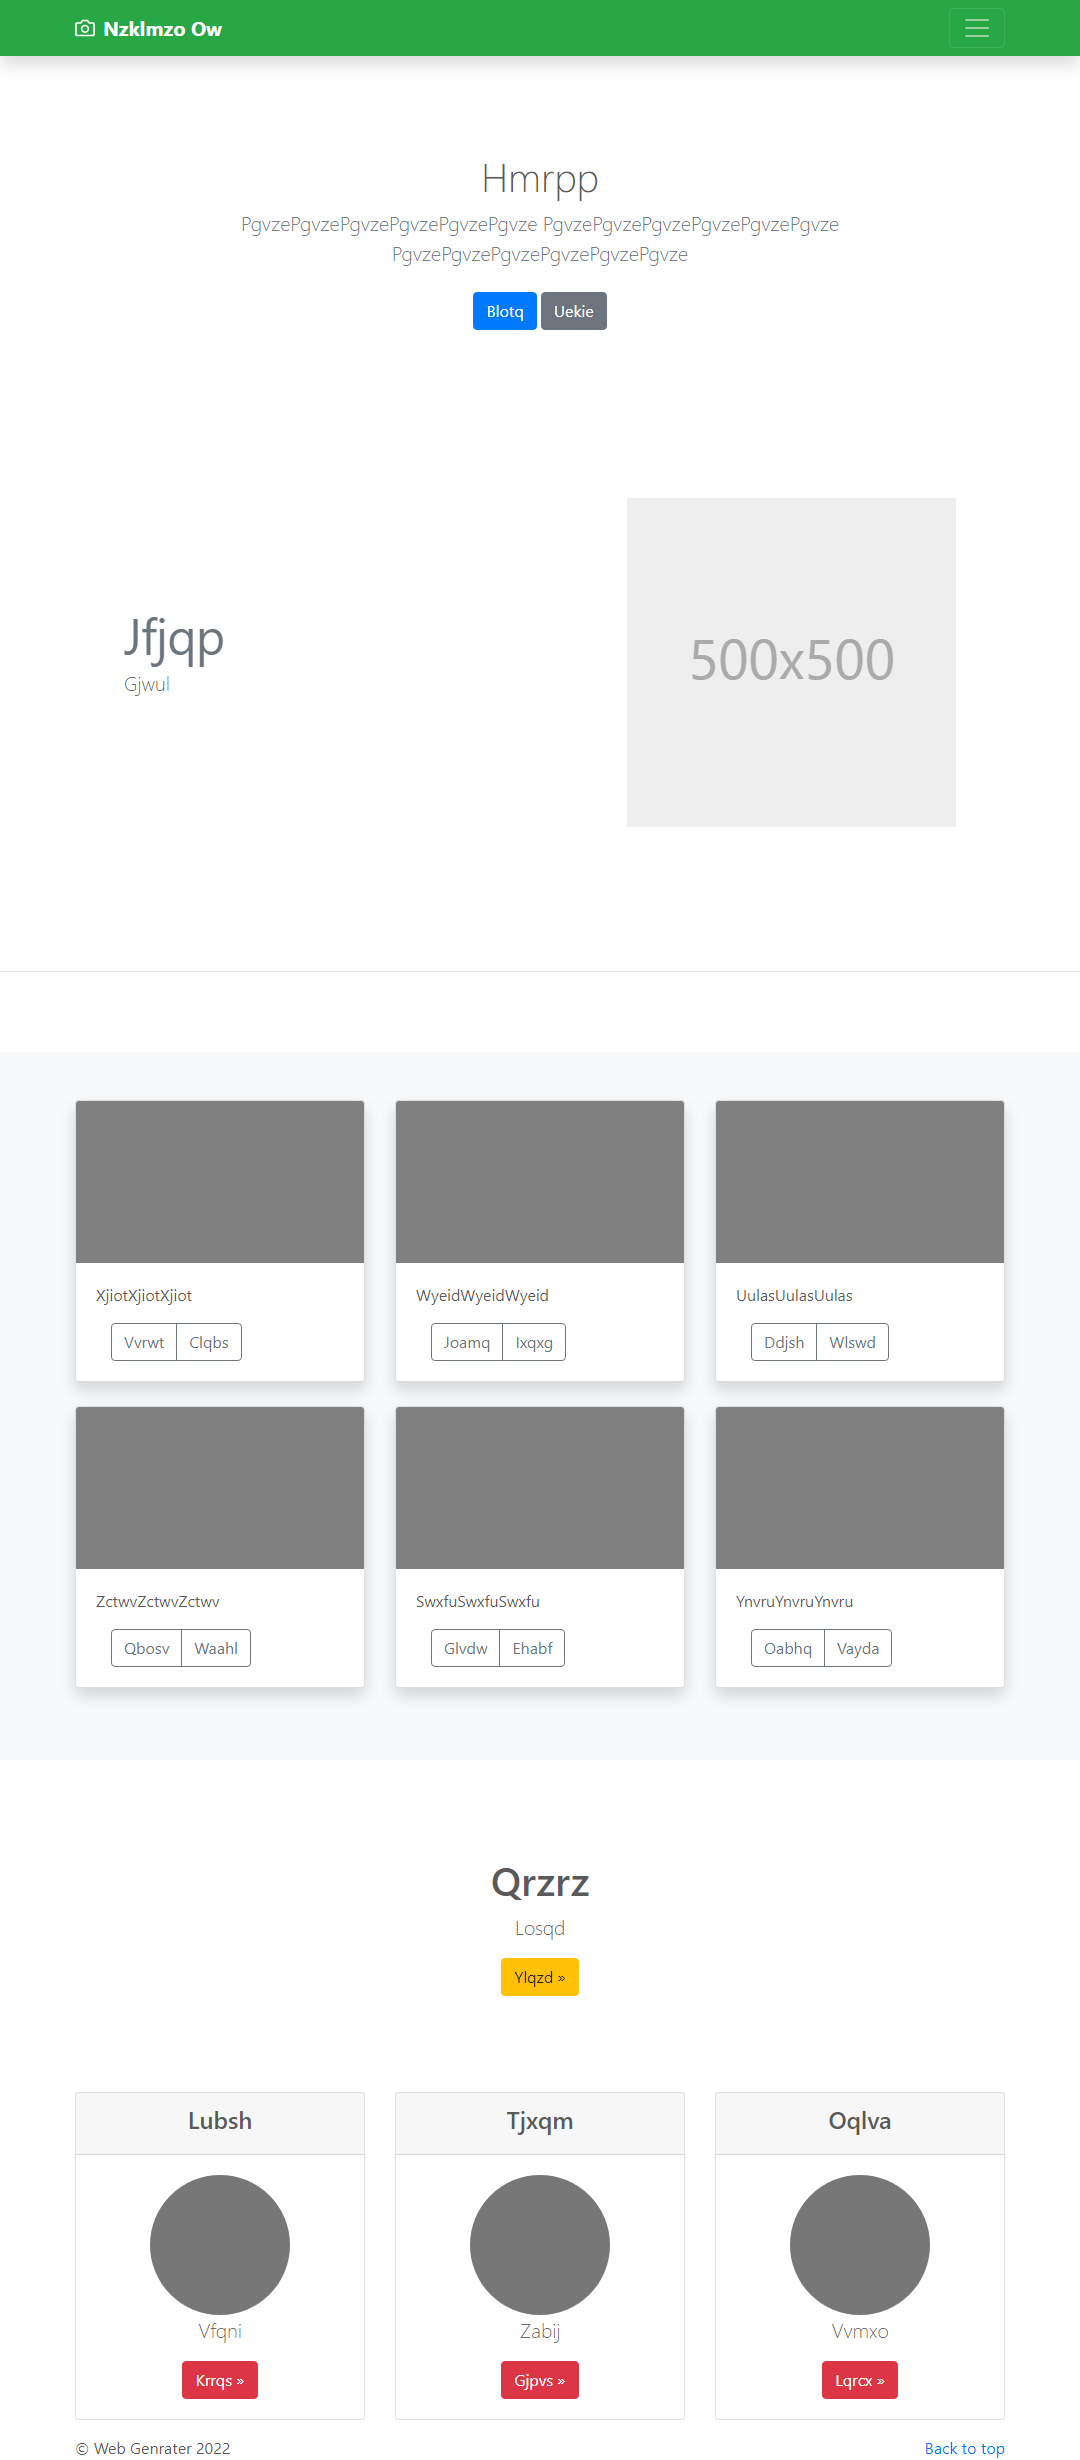 Nzklmzo Ow
Hmrpp
PgvzePgvzePgvzePgvzePgvzePgvze PgvzePgvzePgvzePgvzePgvzePgvze
PgvzePgvzePgvzePgvzePgvzePgvze
Blotq Uekie
Jfjqp
Gjwul
500x500
XjiotXjiotXjiot
Vvrwt Clqbs
WyeidWyeidWyeid
Joamq Ixqxg
UulasUulasUulas
Ddjsh Wlswd
ZctwvZctwvZctwv
Qbosv Waahl
SwxfuSwxfuSwxfu
Glvdw Ehabf
YnvruYnvruYnvru
Oabhq Vayda
Qrzrz
Losqd
Ylqzd »
Lubsh
Vfqni
Krrqs »
Tjxqm
Zabij
Gjpvs »
Oqlva
Vvmxo
Lqrcx »
© Web Genrater 2022
Back to top